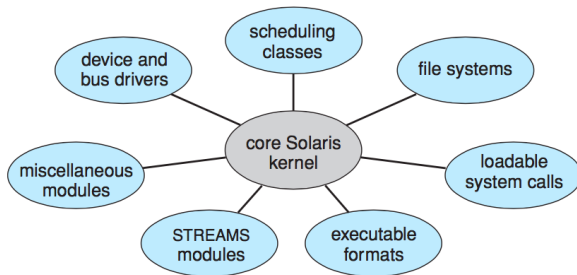 scheduling
classes
device and
bus drivers
file systems
core Solaris
kernel
miscellaneous
modules
loadable
system calls
STREAMS
modules
executable
formats